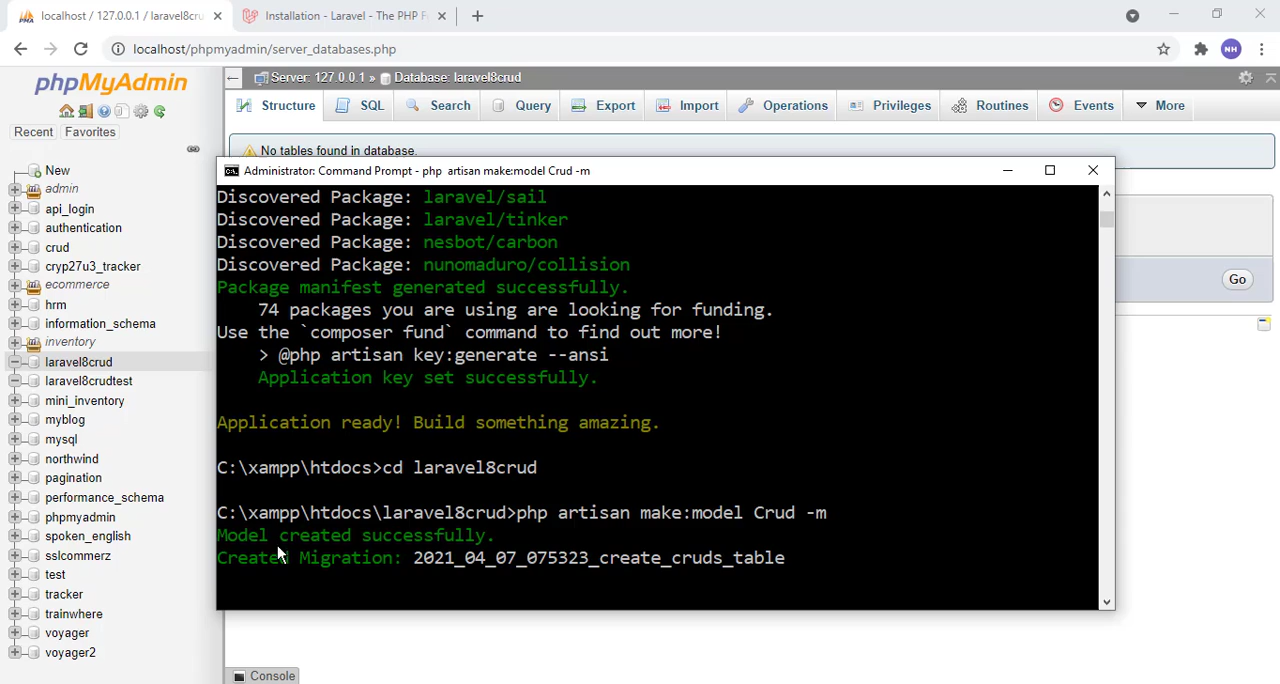 localhost / 127.0.0.1 / laravel8cru
Installation - Laravel - The PHP F
localhost/phpmyadmin/server_databases.php
NH
phpMyAdmin
Recent Favorites
New
admin
api_login
authentication
crud
cryp27u3_tracker
ecommerce
hrm
information_schema
inventory
laravel8crud
laravel8crudtest
mini_inventory
myblog
mysql
northwind
pagination
performance_schema
phpmyadmin
spoken_english
sslcommerz
test
tracker
trainwhere
voyager
voyager2
Server: 127.0.0.1 » Database: laravel8crud
Structure SQL Search Query Export Import Operations Privileges Routines Events More
No tables found in database.
Go
Administrator: Command Prompt - php artisan make:model Crud -m
Discovered Package: laravel/sail
Discovered Package: laravel/tinker
Discovered Package: nesbot/carbon
Discovered Package: nunomaduro/collision
Package manifest generated successfully.
74 packages you are using are looking for funding.
Use the `composer fund` command to find out more!
> @php artisan key:generate --ansi
Application key set successfully.
Application ready! Build something amazing.
C:\xampp\htdocs>cd laravel8crud
C:\xampp\htdocs\laravel8crud>php artisan make:model Crud -m
Model created successfully.
Created Migration: 2021_04_07_075323_create_cruds_table
Console